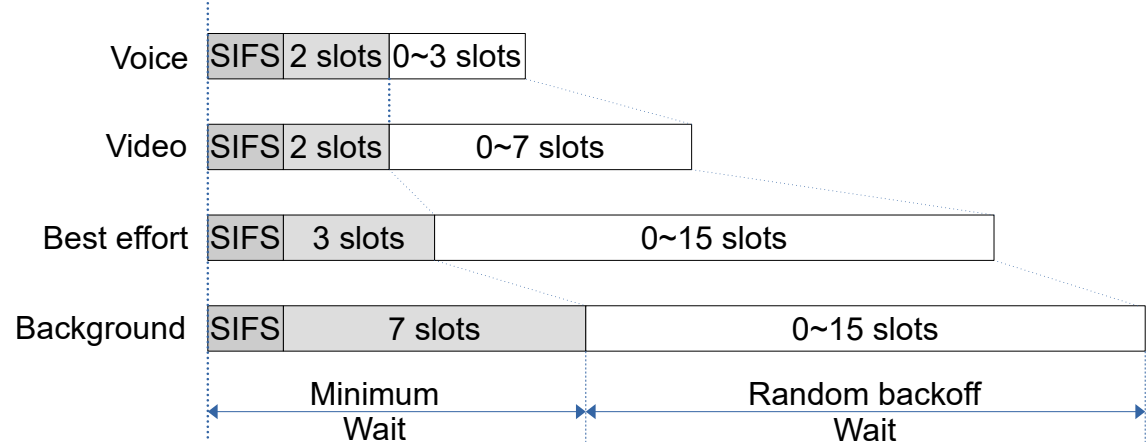 Voice SIFS 2 slots 0~3 slots
Video SIFS 2 slots 0~7 slots
Best effort SIFS 3 slots 0~15 slots
Background SIFS 7 slots 0~15 slots
Minimum Random backoff
Wait Wait